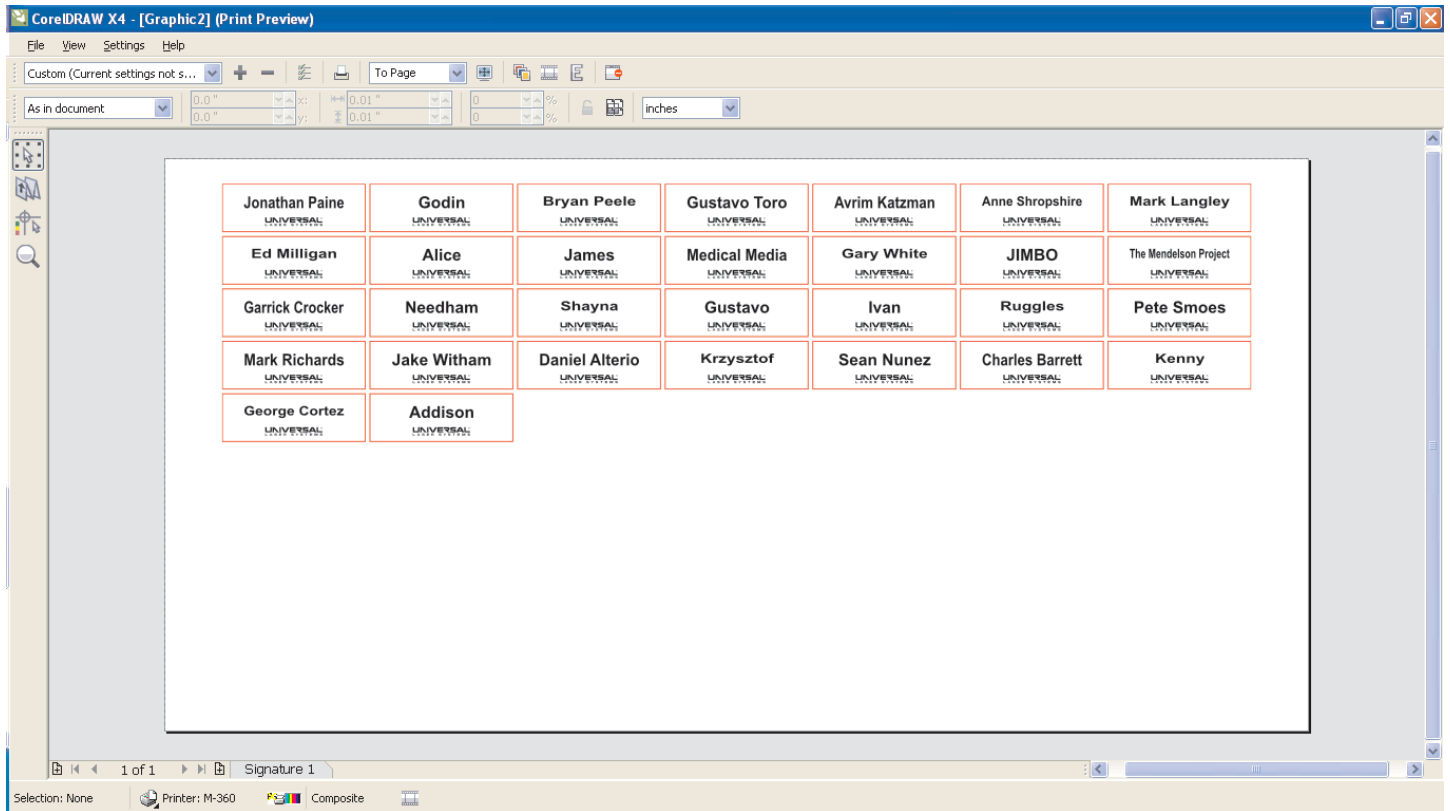 CorelDRAW X4 - [Graphic2] (Print Preview)
File View Settings Help
Custom (Current settings not s... To Page
As in document 0.0 " x: 0.01 " 0 % inches
0.0 " y: 0.01 " 0 %
Jonathan Paine Godin Bryan Peele Gustavo Toro Avrim Katzman Anne Shropshire Mark Langley
UNIVERSAL UNIVERSAL UNIVERSAL UNIVERSAL UNIVERSAL UNIVERSAL UNIVERSAL
Ed Milligan Alice James Medical Media Gary White JIMBO The Mendelson Project
UNIVERSAL UNIVERSAL UNIVERSAL UNIVERSAL UNIVERSAL UNIVERSAL UNIVERSAL
Garrick Crocker Needham Shayna Gustavo Ivan Ruggles Pete Smoes
UNIVERSAL UNIVERSAL UNIVERSAL UNIVERSAL UNIVERSAL UNIVERSAL UNIVERSAL
Mark Richards Jake Witham Daniel Alterio Krzysztof Sean Nunez Charles Barrett Kenny
UNIVERSAL UNIVERSAL UNIVERSAL UNIVERSAL UNIVERSAL UNIVERSAL UNIVERSAL
George Cortez Addison
UNIVERSAL UNIVERSAL
1 of 1 Signature 1
Selection: None Printer: M-360 Composite